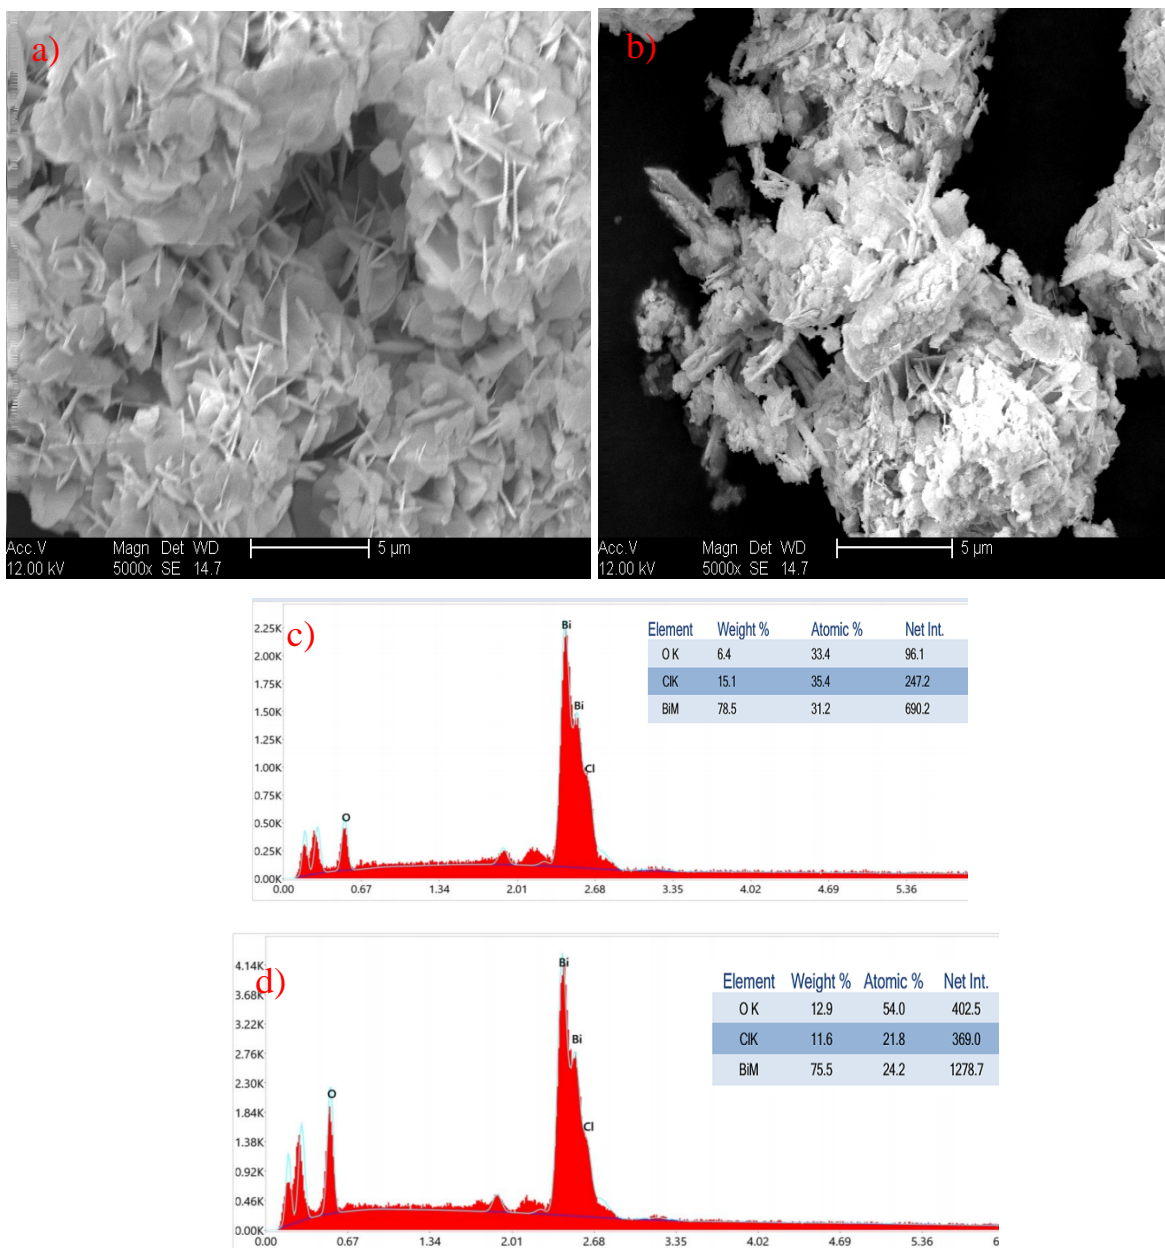 a)
Acc.V Magn Det WD 5 µm
12.00 kV 5000x SE 14.7
b)
Acc.V Magn Det WD 5 µm
12.00 kV 5000x SE 14.7
c)
2.25K
2.00K
1.75K
1.50K
1.25K
1.00K
0.75K
0.50K
0.25K
0.00K
0.00 0.67 1.34 2.01 2.68 3.35 4.02 4.69 5.36
O
Bi
Bi
Cl
Element Weight % Atomic % Net Int.
O K 6.4 33.4 96.1
ClK 15.1 35.4 247.2
BiM 78.5 31.2 690.2
d)
4.14K
3.68K
3.22K
2.76K
2.30K
1.84K
1.38K
0.92K
0.46K
0.00K
0.00 0.67 1.34 2.01 2.68 3.35 4.02 4.69 5.36 6
O
Bi
Bi
Cl
Element Weight % Atomic % Net Int.
O K 12.9 54.0 402.5
ClK 11.6 21.8 369.0
BiM 75.5 24.2 1278.7